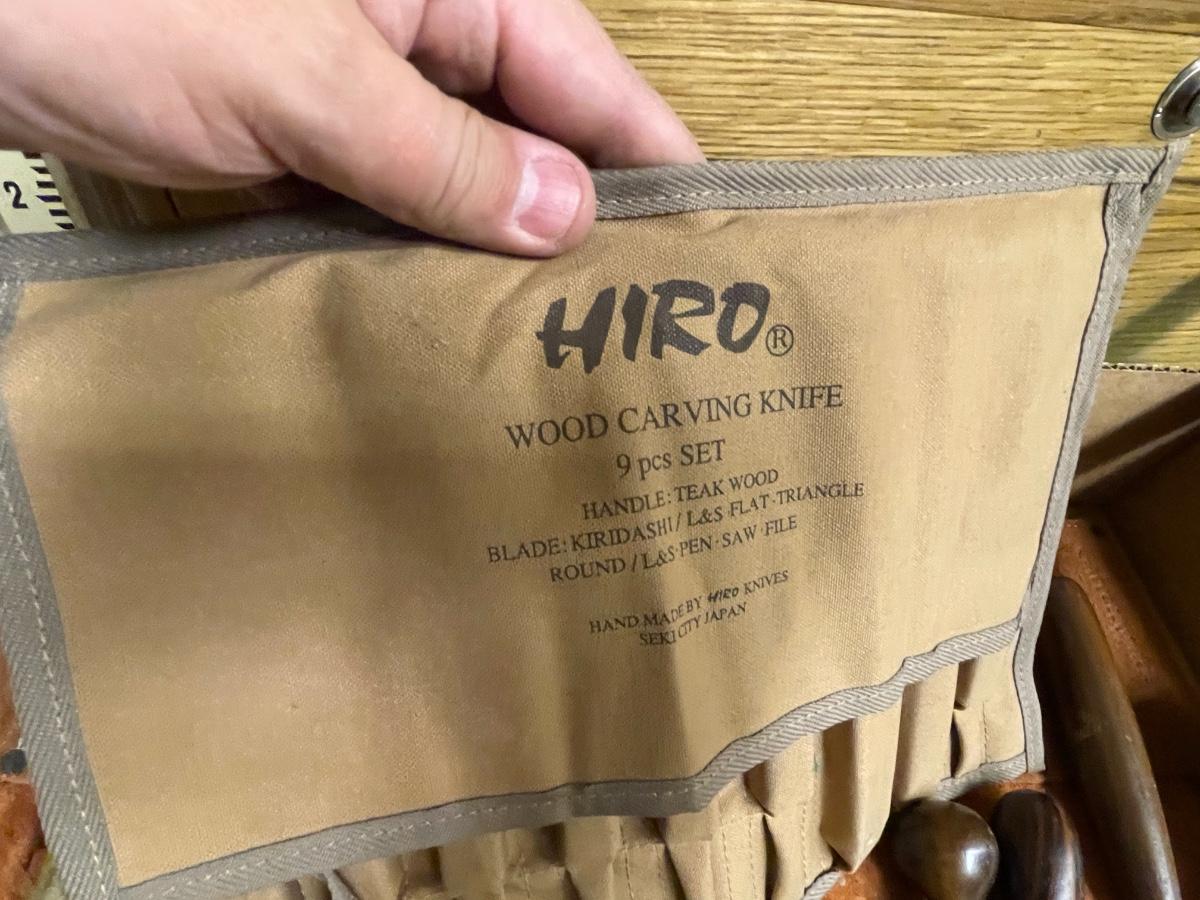 2
HIRO®
WOOD CARVING KNIFE
9 pcs SET
HANDLE: TEAK WOOD
BLADE: KIRIDASHI / L&S·FLAT·TRIANGLE
ROUND / L&S·PEN·SAW·FILE
HAND MADE BY HIRO KNIVES
SEKI CITY JAPAN